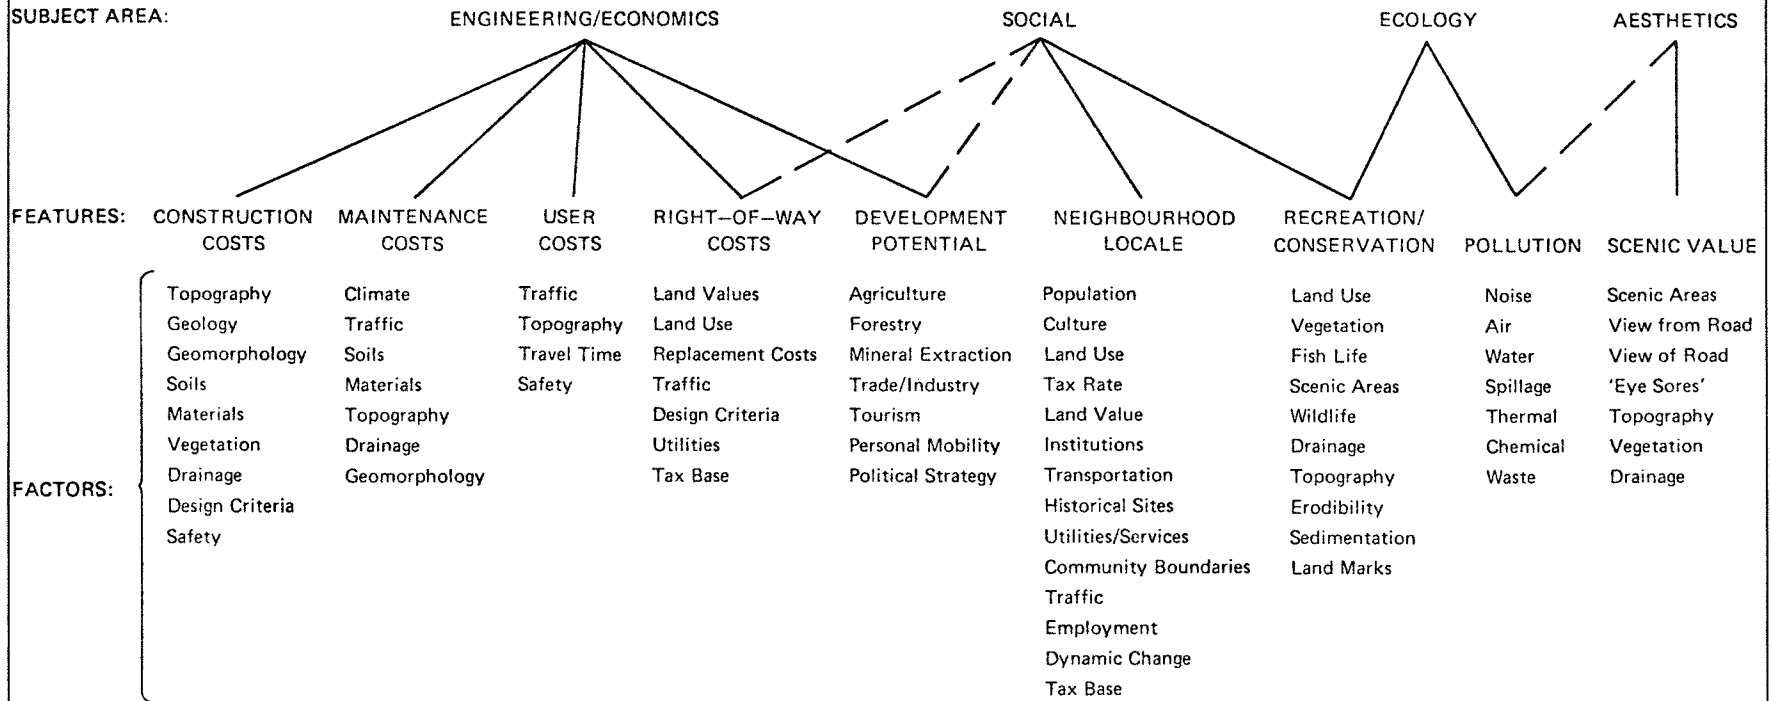 SUBJECT AREA: ENGINEERING/ECONOMICS SOCIAL ECOLOGY AESTHETICS
FEATURES: CONSTRUCTION MAINTENANCE USER RIGHT—OF—WAY DEVELOPMENT NEIGHBOURHOOD RECREATION/
COSTS COSTS COSTS COSTS POTENTIAL LOCALE CONSERVATION POLLUTION SCENIC VALUE
FACTORS:
Topography
Geology
Geomorphology
Soils
Materials
Vegetation
Drainage
Design Criteria
Safety
Climate
Traffic
Soils
Materials
Topography
Drainage
Geomorphology
Traffic
Topography
Travel Time
Safety
Land Values
Land Use
Replacement Costs
Traffic
Design Criteria
Utilities
Tax Base
Agriculture
Forestry
Mineral Extraction
Trade/Industry
Tourism
Personal Mobility
Political Strategy
Population
Culture
Land Use
Tax Rate
Land Value
Institutions
Transportation
Historical Sites
Utilities/Services
Community Boundaries
Traffic
Employment
Dynamic Change
Tax Base
Land Use
Vegetation
Fish Life
Scenic Areas
Wildlife
Drainage
Topography
Erodibility
Sedimentation
Land Marks
Noise
Air
Water
Spillage
Thermal
Chemical
Waste
Scenic Areas
View from Road
View of Road
'Eye Sores'
Topography
Vegetation
Drainage